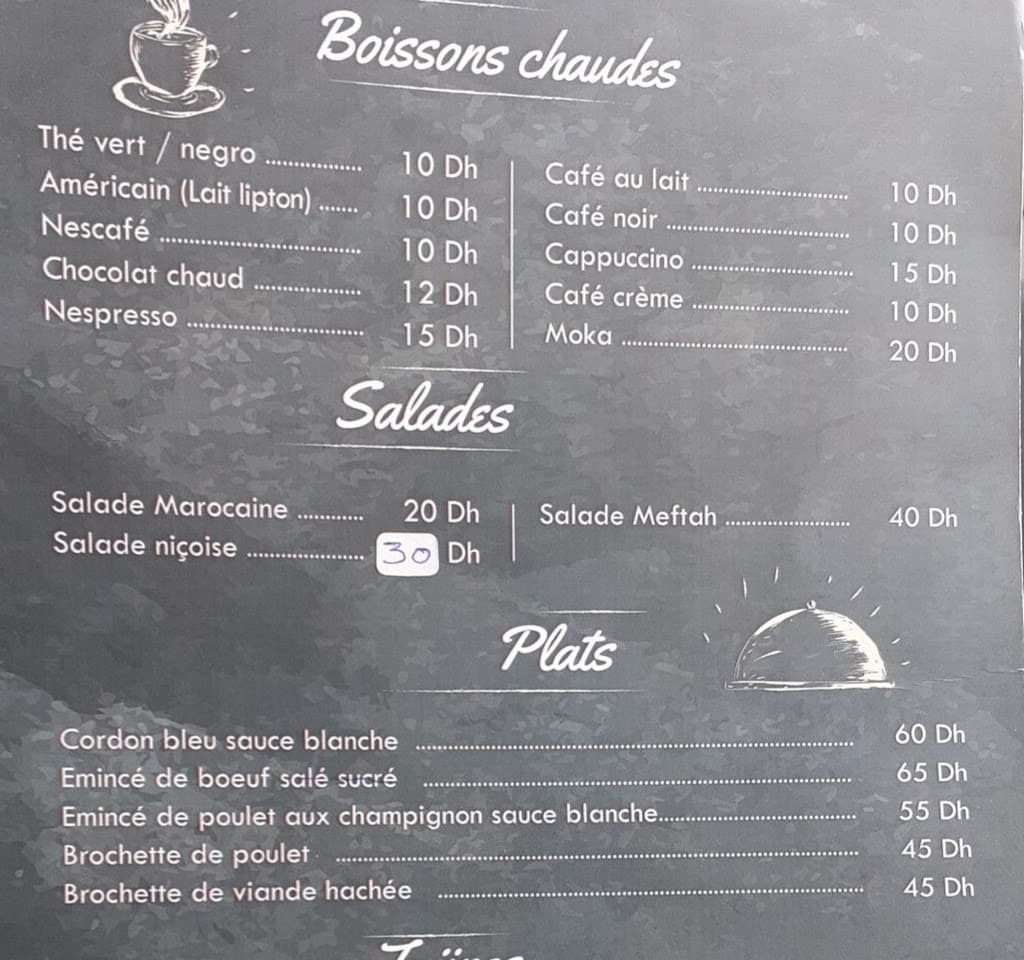 Boissons chaudes
Thé vert / negro ................ 10 Dh
Américain (Lait lipton) ....... 10 Dh
Nescafé ................................. 10 Dh
Chocolat chaud .................. 12 Dh
Nespresso ............................. 15 Dh
Café au lait ......................... 10 Dh
Café noir .............................. 10 Dh
Cappuccino .......................... 15 Dh
Café crème .......................... 10 Dh
Moka .................................... 20 Dh
Salades
Salade Marocaine ........... 20 Dh
Salade niçoise .................... 30 Dh
Salade Meftah ..................... 40 Dh
Plats
Cordon bleu sauce blanche ........................................ 60 Dh
Emincé de boeuf salé sucré ........................................ 65 Dh
Emincé de poulet aux champignon sauce blanche................................ 55 Dh
Brochette de poulet ........................................ 45 Dh
Brochette de viande hachée ........................................ 45 Dh